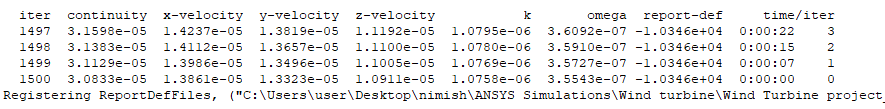 iter continuity x-velocity y-velocity z-velocity k omega report-def time/iter
1497 3.1598e-05 1.4237e-05 1.3819e-05 1.1192e-05 1.0795e-06 3.6092e-07 -1.0346e+04 0:00:22 3
1498 3.1383e-05 1.4112e-05 1.3657e-05 1.1100e-05 1.0780e-06 3.5910e-07 -1.0346e+04 0:00:15 2
1499 3.1129e-05 1.3986e-05 1.3496e-05 1.1005e-05 1.0769e-06 3.5727e-07 -1.0346e+04 0:00:07 1
1500 3.0833e-05 1.3861e-05 1.3323e-05 1.0911e-05 1.0758e-06 3.5543e-07 -1.0346e+04 0:00:00 0
Registering ReportDefFiles, ("C:\Users\user\Desktop\nimish\ANSYS Simulations\Wind turbine\Wind Turbine project